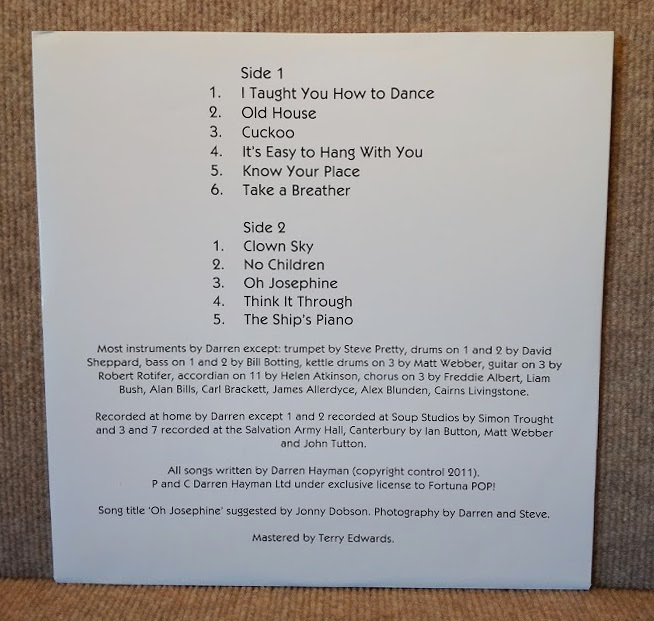 Side 1
1. I Taught You How to Dance
2. Old House
3. Cuckoo
4. It's Easy to Hang With You
5. Know Your Place
6. Take a Breather
Side 2
1. Clown Sky
2. No Children
3. Oh Josephine
4. Think It Through
5. The Ship's Piano
Most instruments by Darren except: trumpet by Steve Pretty, drums on 1 and 2 by David
Sheppard, bass on 1 and 2 by Bill Botting, kettle drums on 3 by Matt Webber, guitar on 3 by
Robert Rotifer, accordian on 11 by Helen Atkinson, chorus on 3 by Freddie Albert, Liam
Bush, Alan Bills, Carl Brackett, James Allerdyce, Alex Blunden, Cairns Livingstone.
Recorded at home by Darren except 1 and 2 recorded at Soup Studios by Simon Trought
and 3 and 7 recorded at the Salvation Army Hall, Canterbury by Ian Button, Matt Webber
and John Tutton.
All songs written by Darren Hayman (copyright control 2011).
P and C Darren Hayman Ltd under exclusive license to Fortuna POP!
Song title 'Oh Josephine' suggested by Jonny Dobson. Photography by Darren and Steve.
Mastered by Terry Edwards.